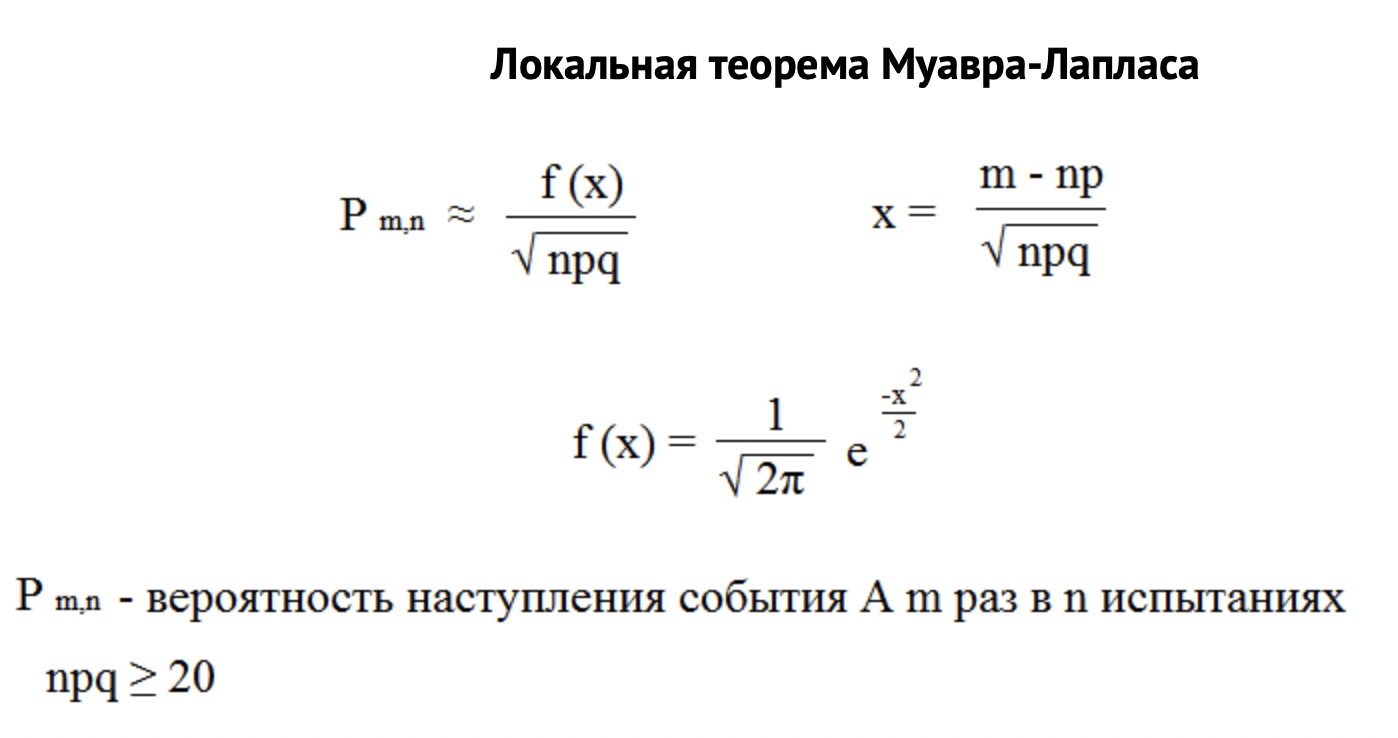 Локальная теорема Муавра-Лапласа
P m,n ≈ f (x) / √npq
x = m - np / √npq
f (x) = 1 / √2π e -x² / 2
P m,n - вероятность наступления события A m раз в n испытаниях
npq ≥ 20